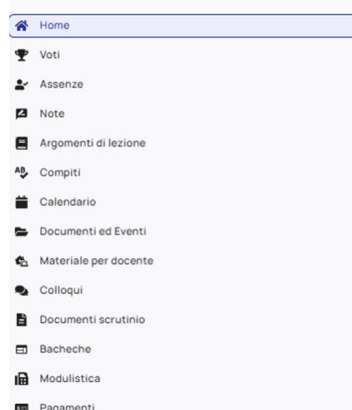 Home
Voti
Assenze
Note
Argomenti di lezione
Compiti
Calendario
Documenti ed Eventi
Materiale per docente
Colloqui
Documenti scrutinio
Bacheche
Modulistica
Pagamenti